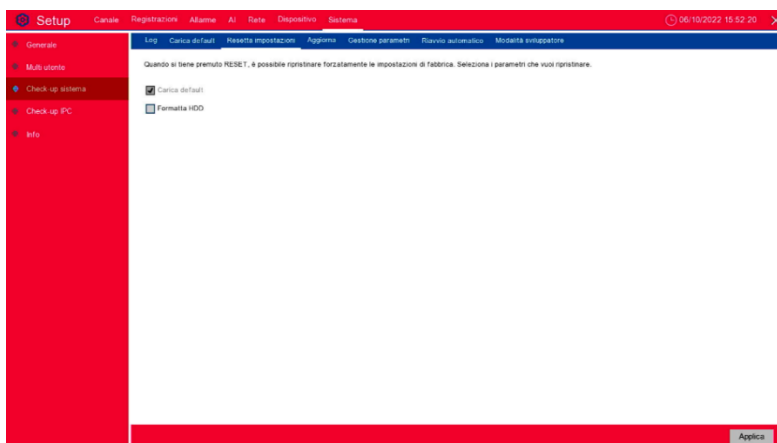 Setup Canale Registrazioni Allarme AI Rete Dispositivo Sistema 06/10/2022 15:52:20
Log Carica default Resetta impostazioni Aggiorna Gestione parametri Riavvio automatico Modalità sviluppatore
Generale
Multi utente
Check up sistema
Check-up IPC
Info
Quando si tiene premuto RESET, è possibile ripristinare forzatamente le impostazioni di fabbrica. Seleziona i parametri che vuoi ripristinare.
Carica default
Formatta HDD
Applica